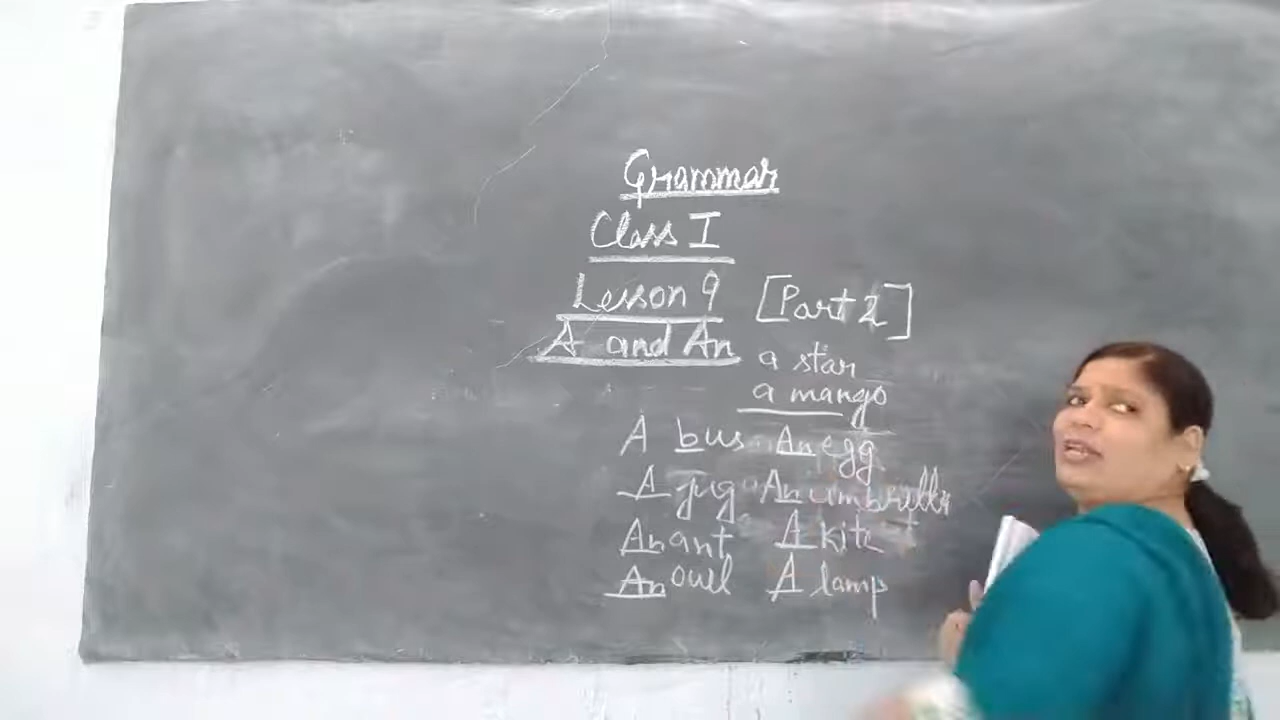 Grammar
Class I
Lesson 9 [Part 2]
A and An
a star
a mango
A bus An egg
A jug An umbrella
An ant A kite
An owl A lamp